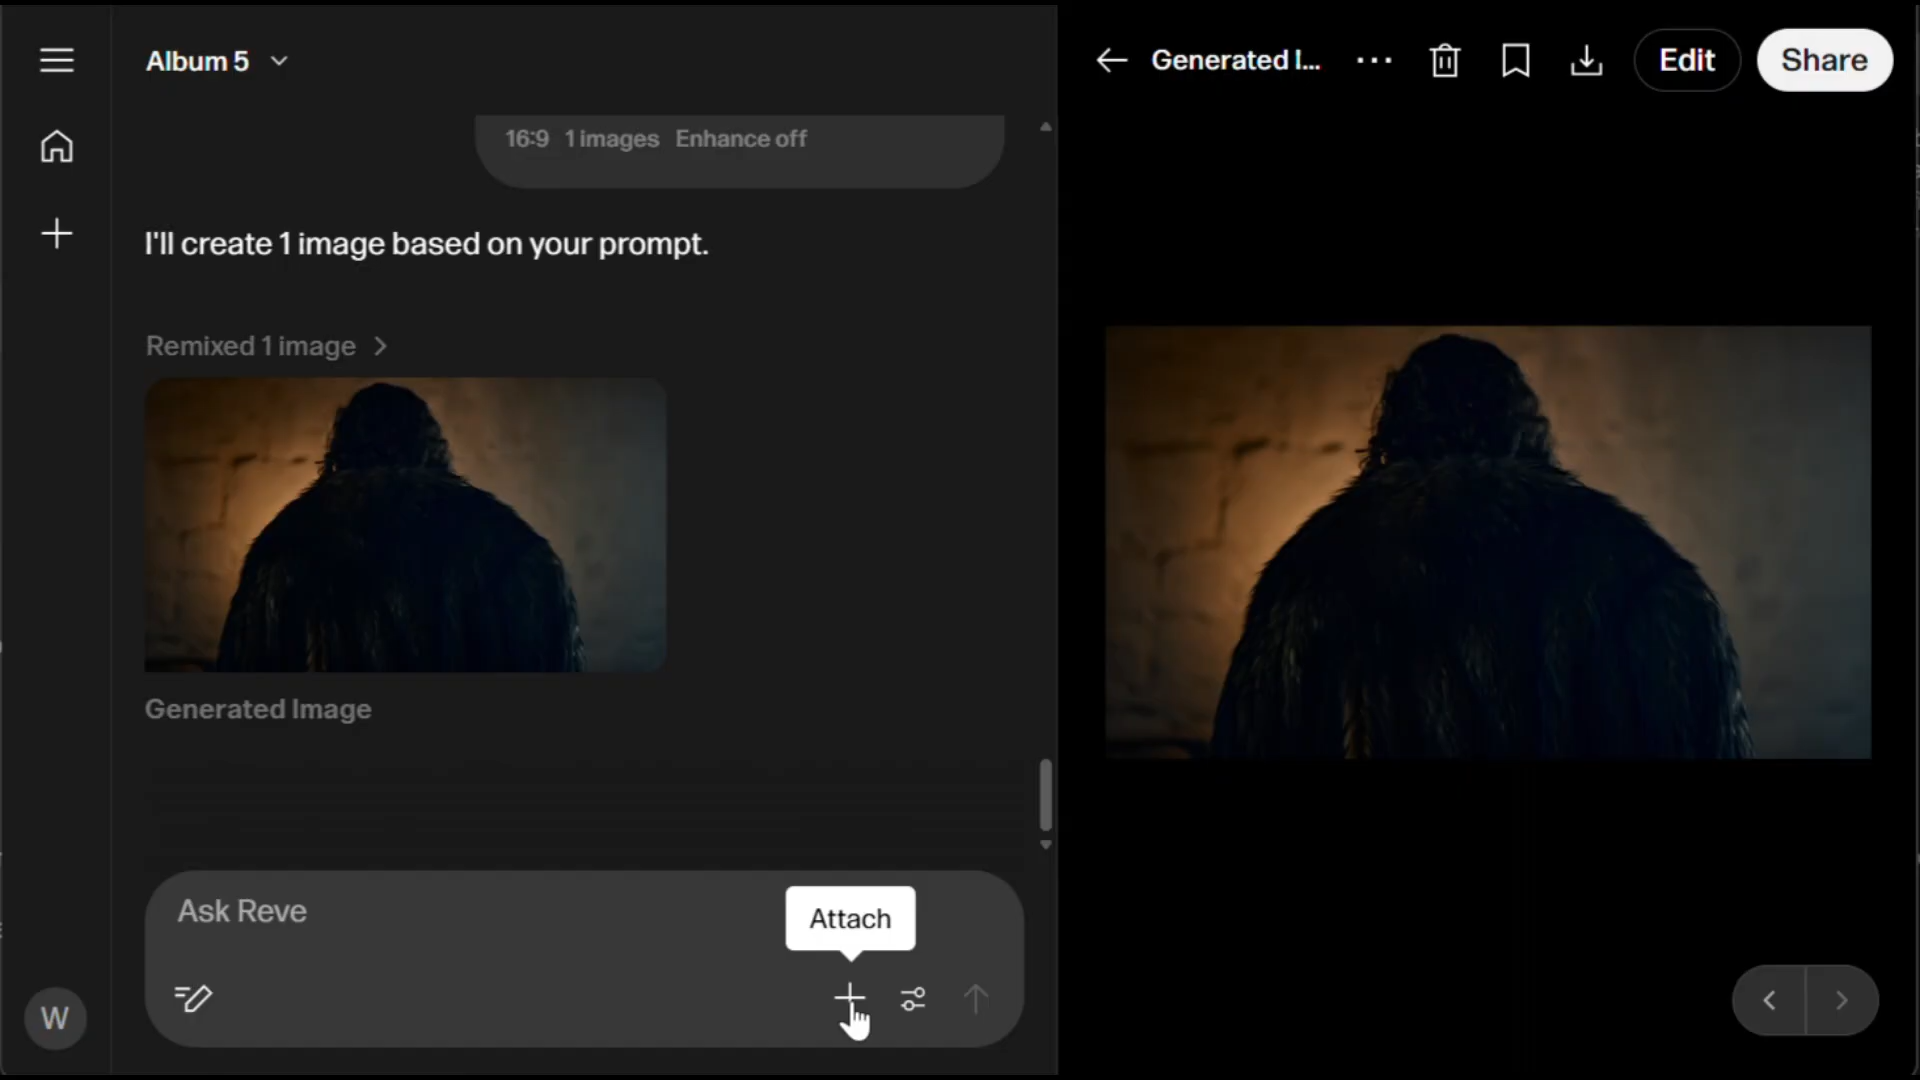 Album 5
Generated I...
Edit
Share
16:9 1 images Enhance off
I'll create 1 image based on your prompt.
Remixed 1 image
Generated Image
Ask Reve
Attach
W